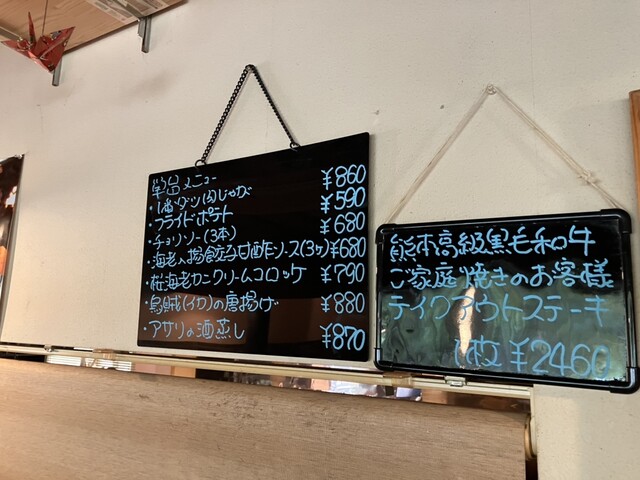 単品メニュー
・1番ダツ肉じゃが ¥860
・フライドポテト ¥590
・チョリソー(3本) ¥680
・海老入揚餃子甘酢ソース(3ヶ) ¥680
・桜海老カニクリームコロッケ ¥790
・烏賊(イカ)の唐揚げ ¥880
・アサリの酒蒸し ¥870
熊本高級黒毛和牛
ご家庭焼きのお客様
テイクアウトステーキ
1枚 ¥2460